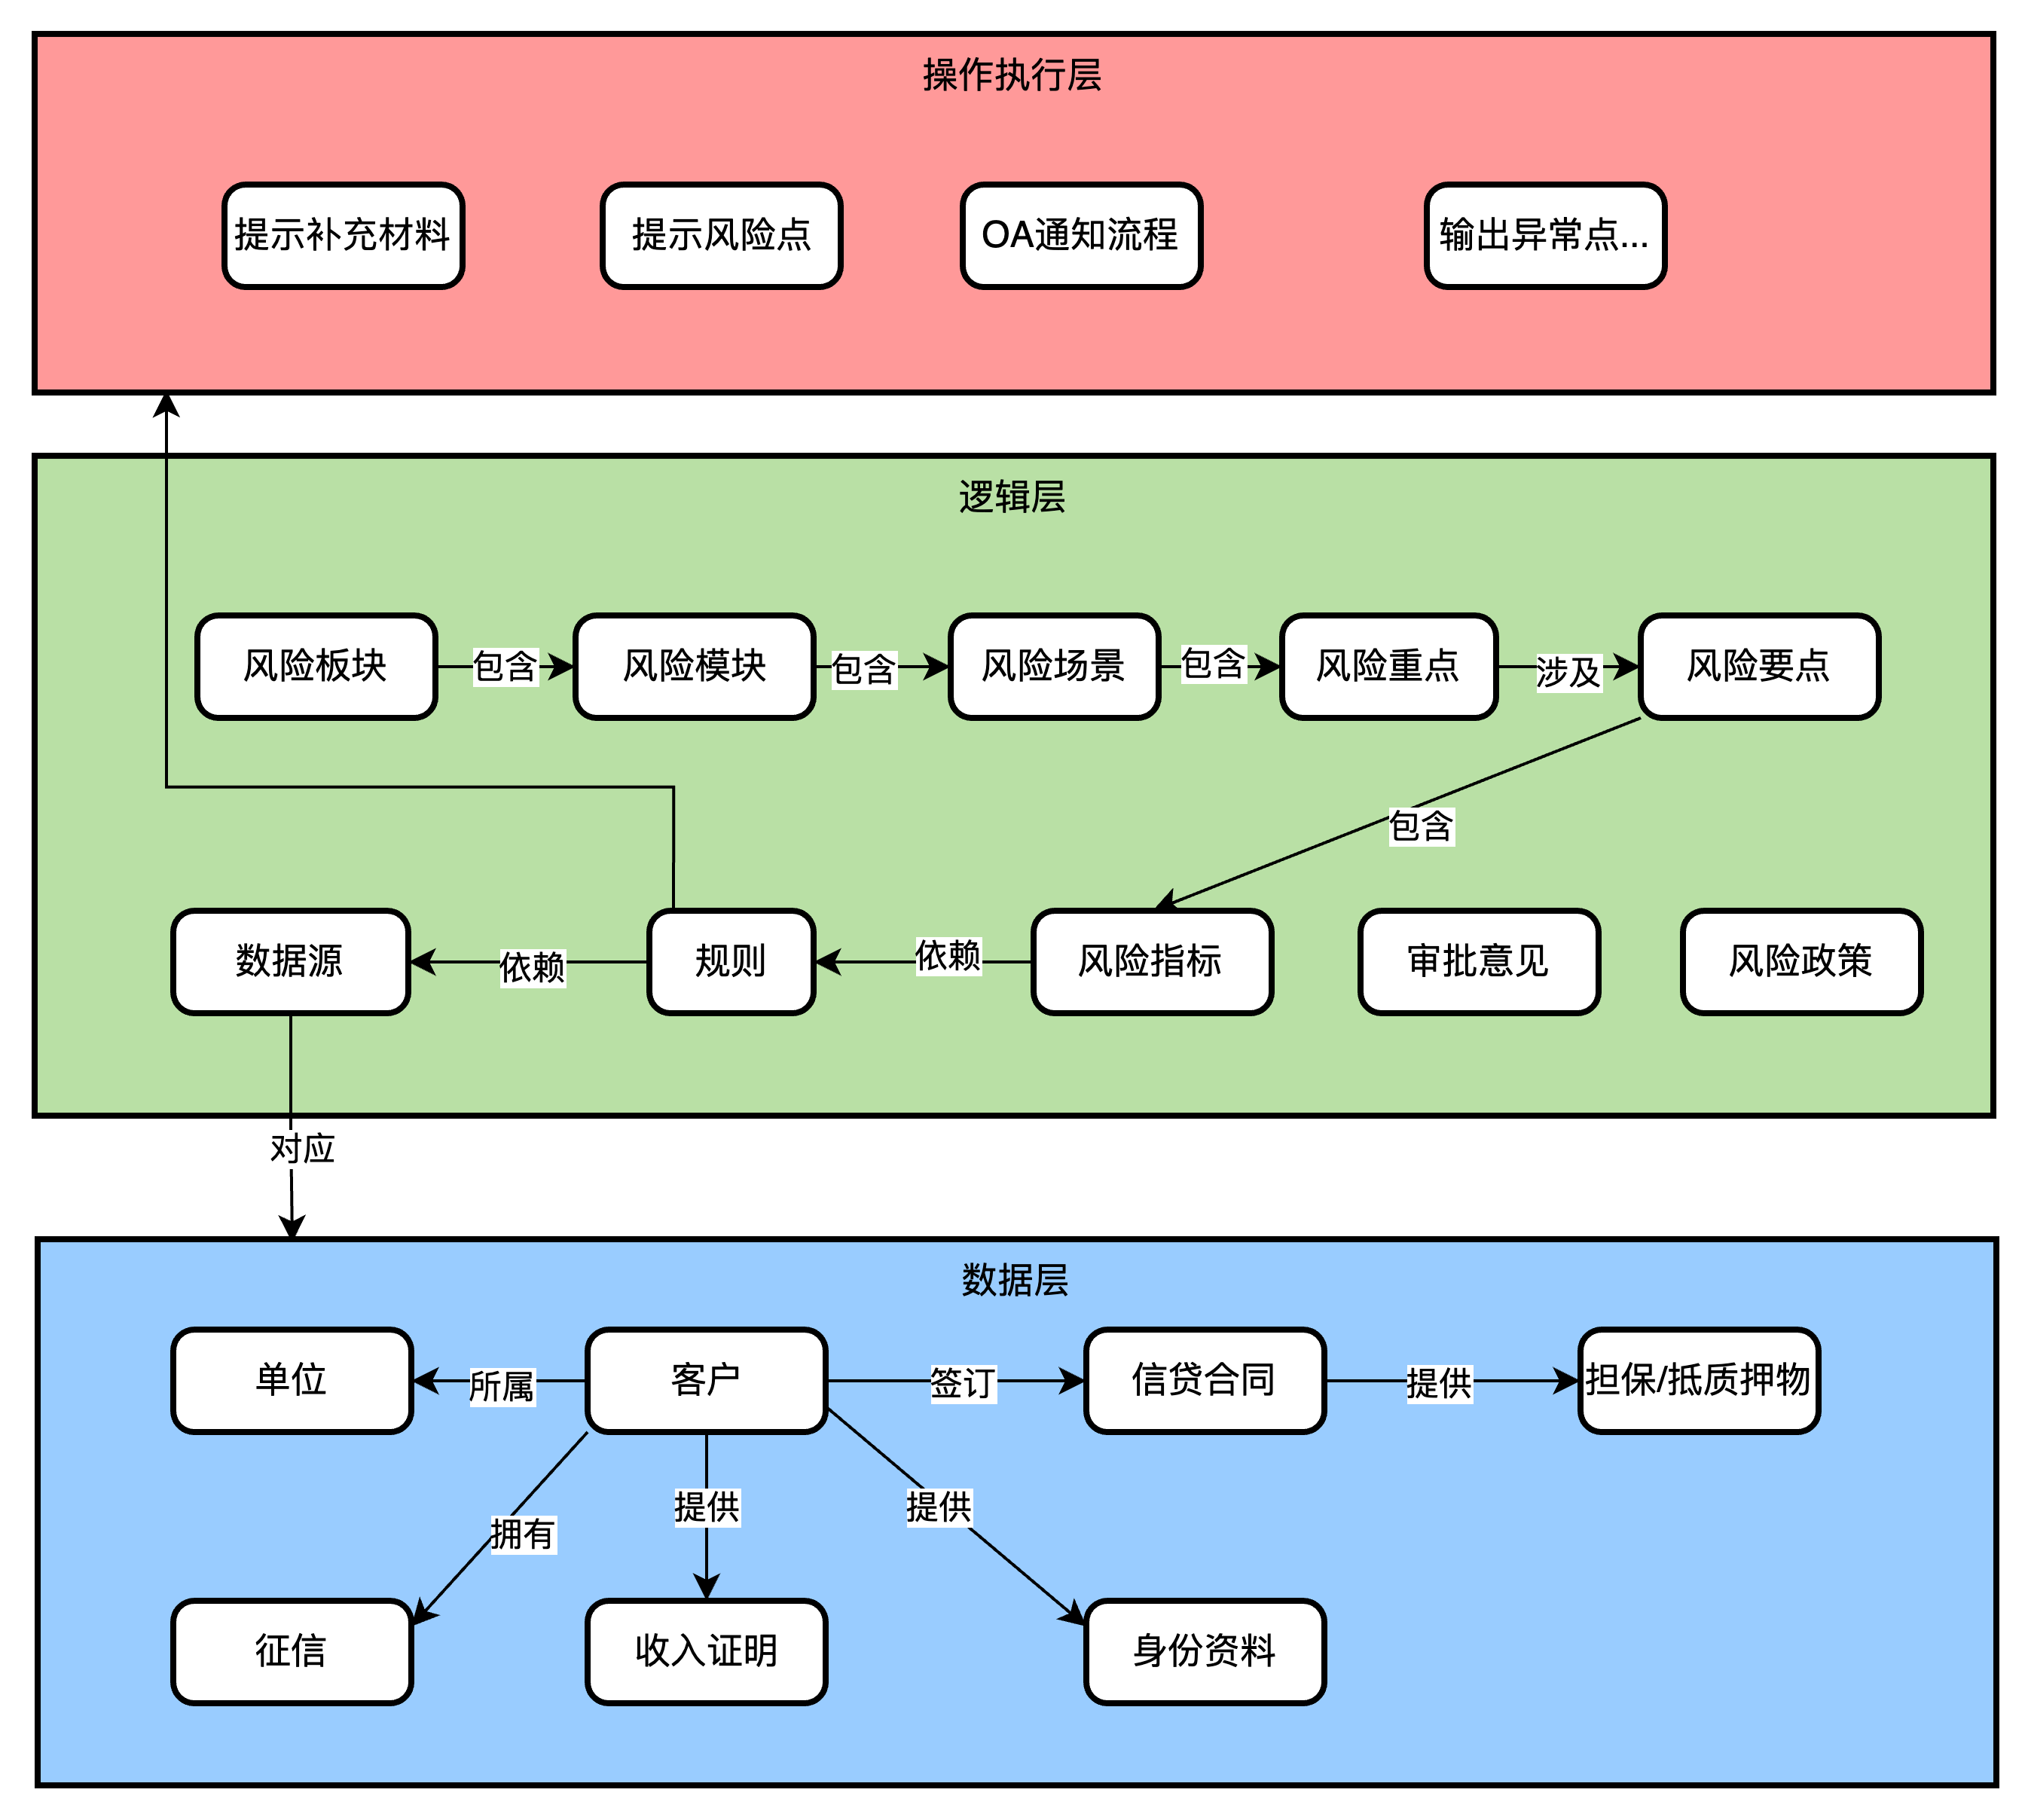 操作执行层
提示补充材料
提示风险点
OA通知流程
输出异常点...
逻辑层
风险板块
包含
风险模块
包含
风险场景
包含
风险重点
涉及
风险要点
包含
数据源
依赖
规则
依赖
风险指标
审批意见
风险政策
对应
数据层
单位
所属
客户
签订
信贷合同
提供
担保/抵质押物
拥有
提供
提供
征信
收入证明
身份资料